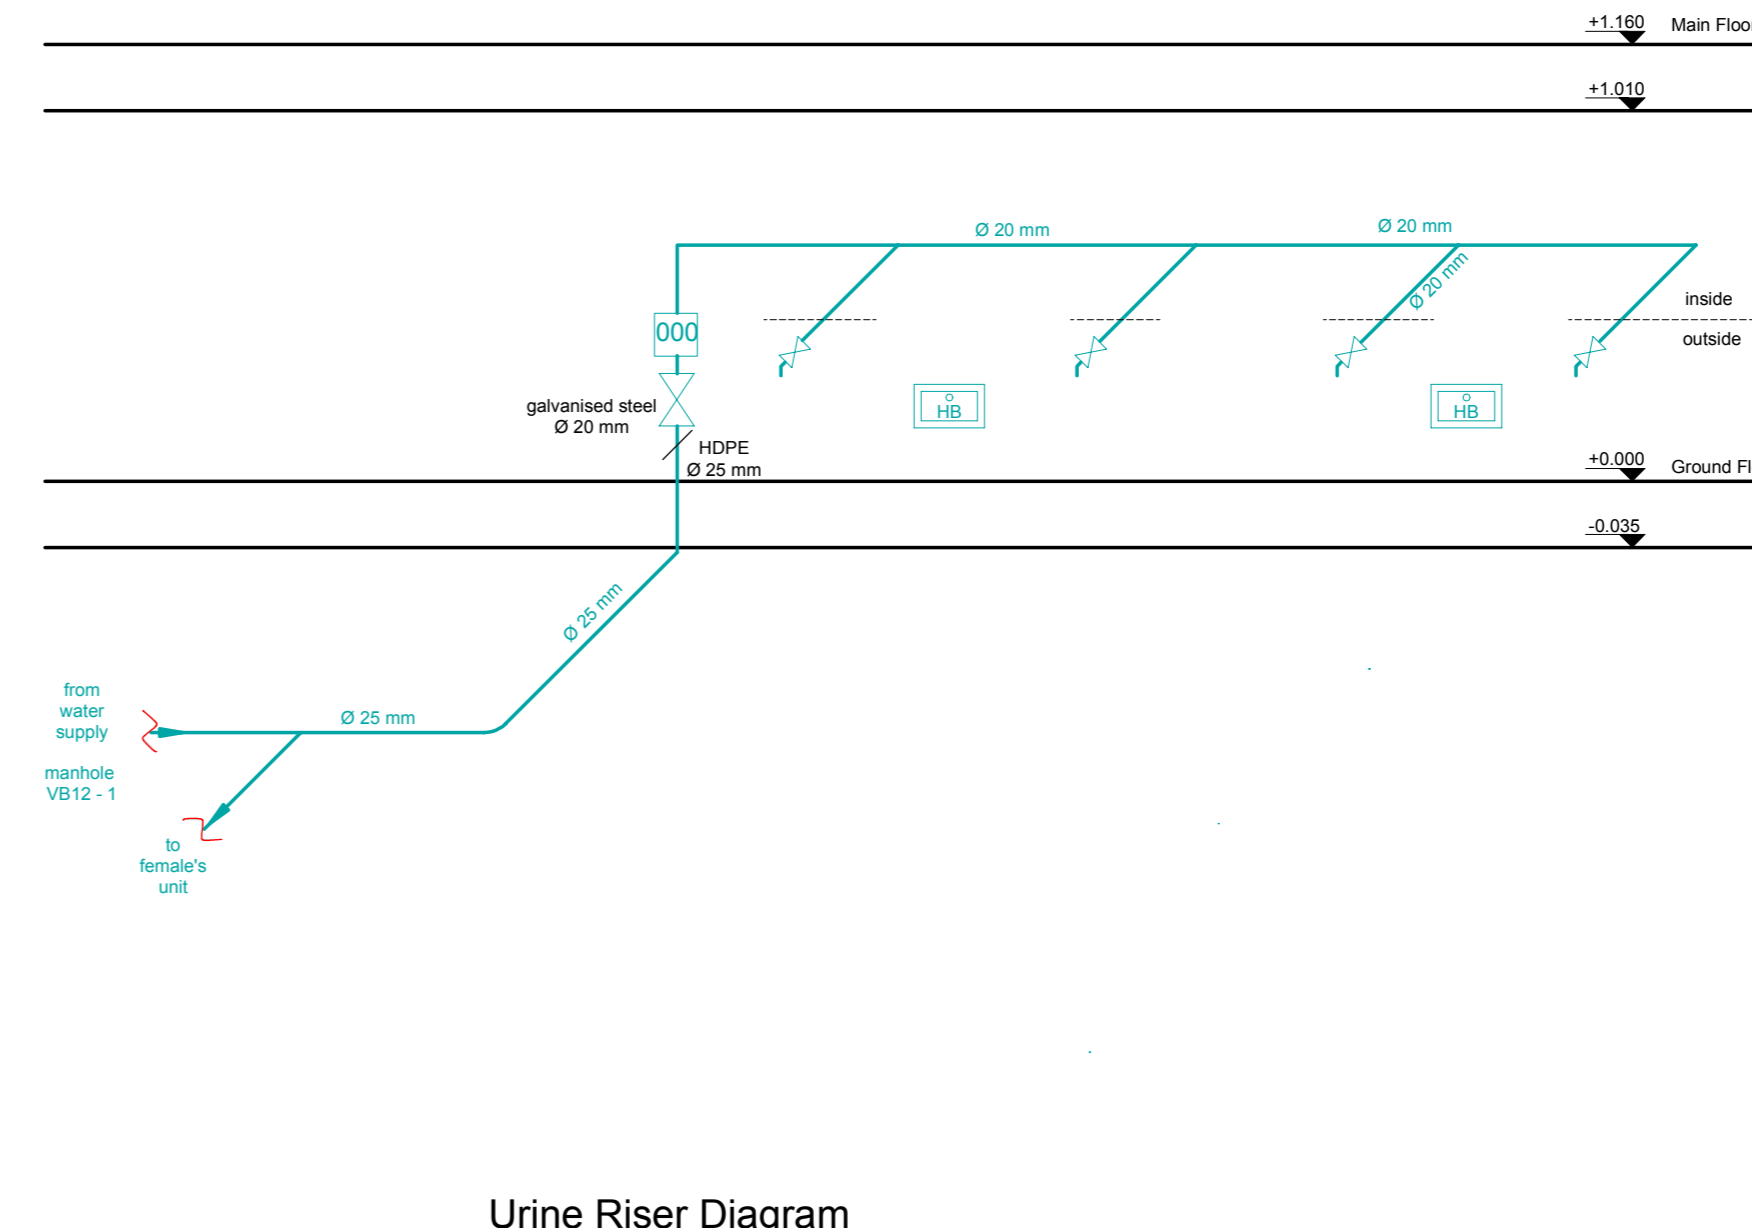 +1.160 Main Floor
+1.010
Ø 20 mm
Ø 20 mm
Ø 20 mm
inside
outside
000
galvanised steel
Ø 20 mm
HB
HB
HDPE
Ø 25 mm
+0.000 Ground Fl
-0.035
Ø 25 mm
from
water
supply
Ø 25 mm
manhole
VB12 - 1
to
female's
unit
Urine Riser Diagram